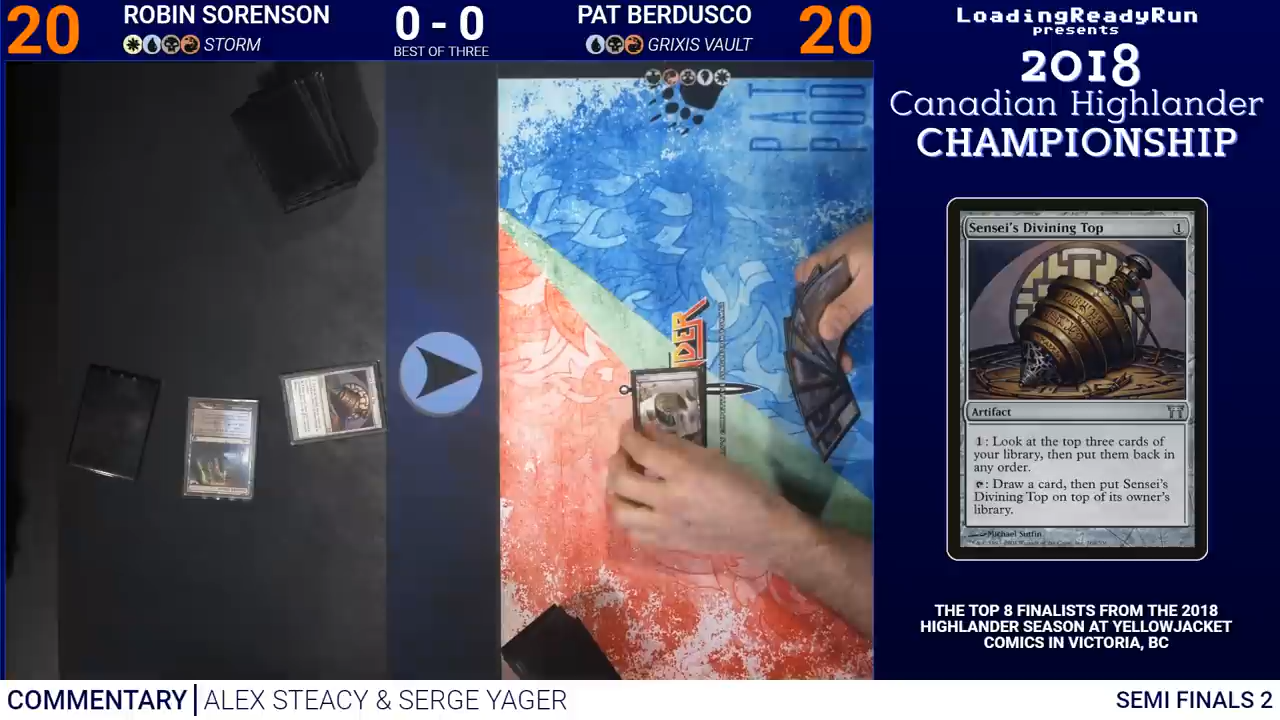 20
ROBIN SORENSON
STORM
0 - 0
BEST OF THREE
PAT BERDUSCO
GRIXIS VAULT
20
LoadingReadyRun
presents
2018
Canadian Highlander
CHAMPIONSHIP
PAT
Sensei's Divining Top 1
Artifact
1: Look at the top three cards of
your library, then put them back in
any order.
: Draw a card, then put Sensei's
Divining Top on top of its owner's
library.
Michael Sutfin
THE TOP 8 FINALISTS FROM THE 2018
HIGHLANDER SEASON AT YELLOWJACKET
COMICS IN VICTORIA, BC
COMMENTARY | ALEX STEACY & SERGE YAGER
SEMI FINALS 2